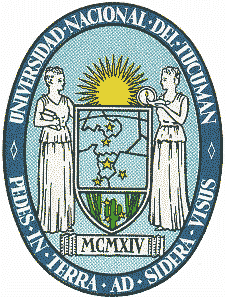 UNIVERSIDAD·NACIONAL·DEL·TUCUMAN
PEDES·IN·TERRA·AD·SIDERA·VISUS
MCMXIV